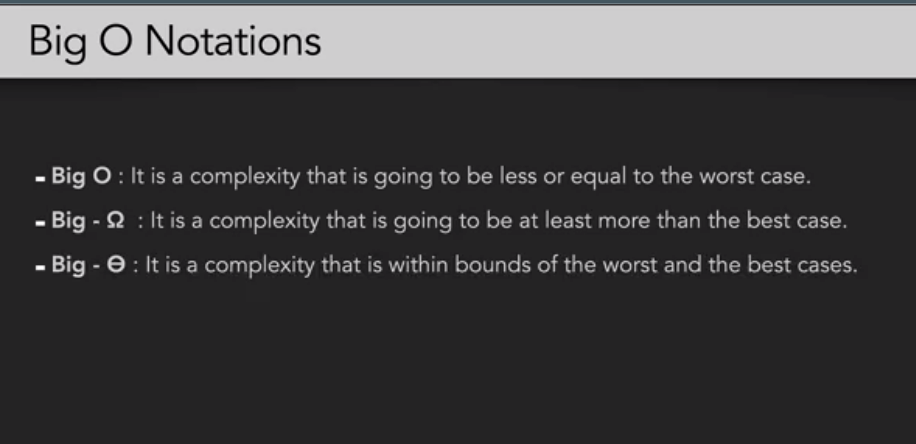 Big O Notations
- Big O : It is a complexity that is going to be less or equal to the worst case.
- Big - Ω : It is a complexity that is going to be at least more than the best case.
- Big - Θ : It is a complexity that is within bounds of the worst and the best cases.